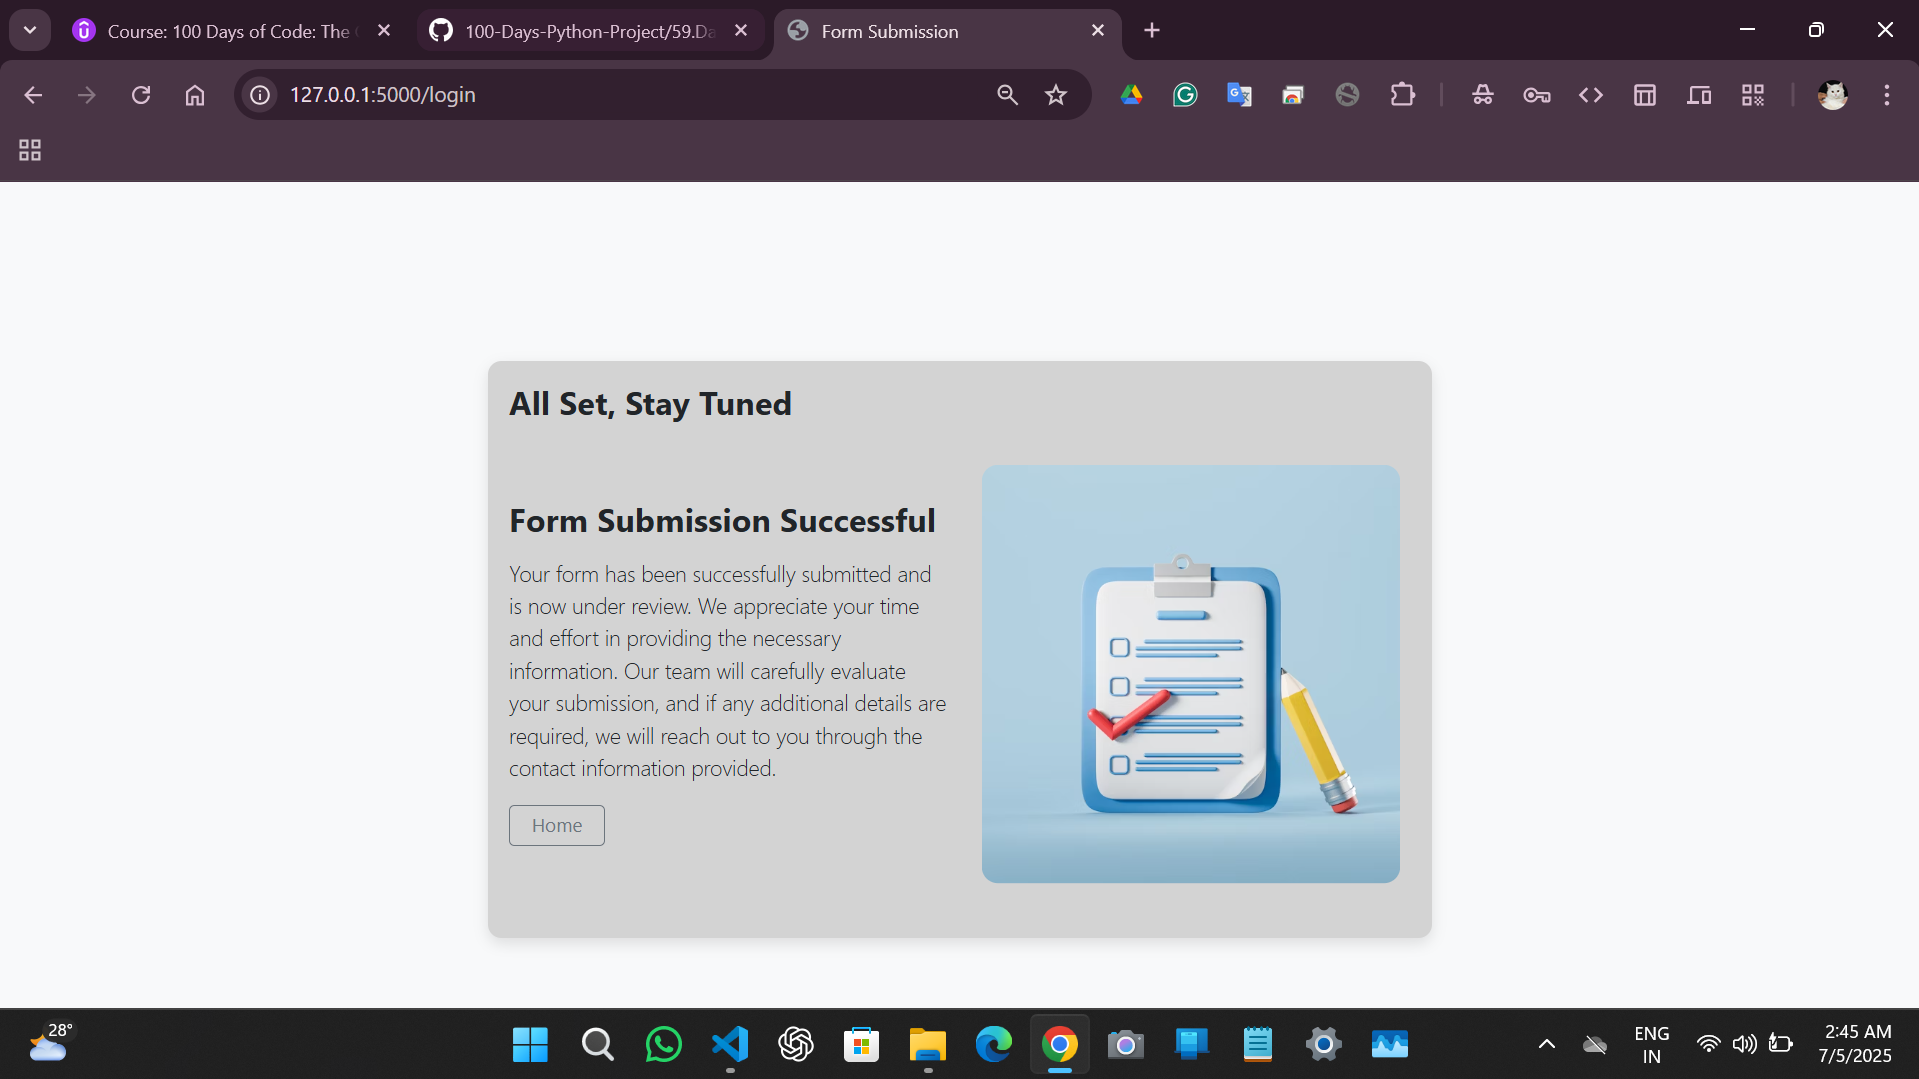 Course: 100 Days of Code: The
100-Days-Python-Project/59.Da
Form Submission
127.0.0.1:5000/login
All Set, Stay Tuned
Form Submission Successful
Your form has been successfully submitted and
is now under review. We appreciate your time
and effort in providing the necessary
information. Our team will carefully evaluate
your submission, and if any additional details are
required, we will reach out to you through the
contact information provided.
Home
28°
ENG
IN
2:45 AM
7/5/2025